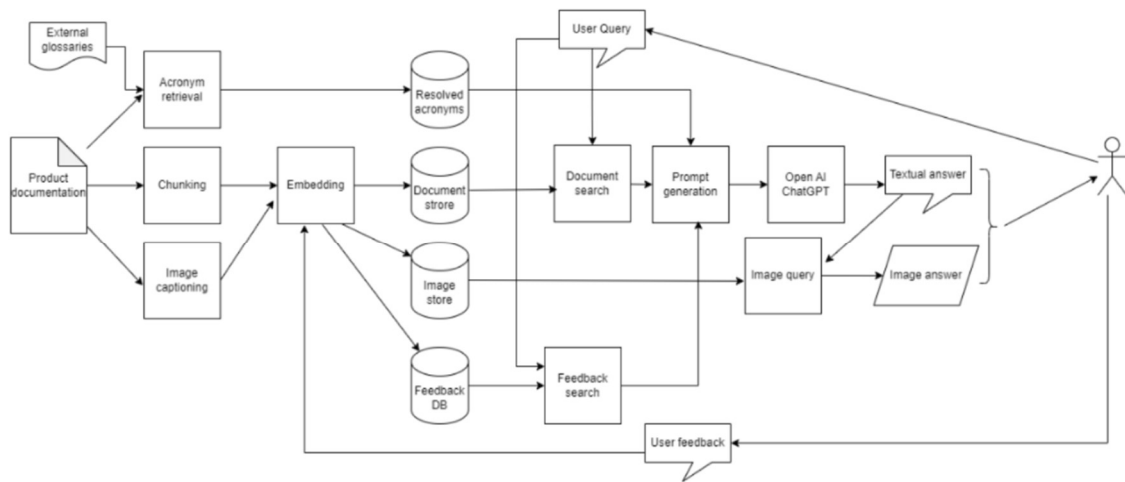 External
glossaries
User Query
Acronym
retrieval
Resolved
acronyms
Product
documentation
Chunking
Embedding
Document
strore
Document
search
Prompt
generation
Open AI
ChatGPT
Textual answer
Image
captioning
Image
store
Image query
Image answer
Feedback
DB
Feedback
search
User feedback